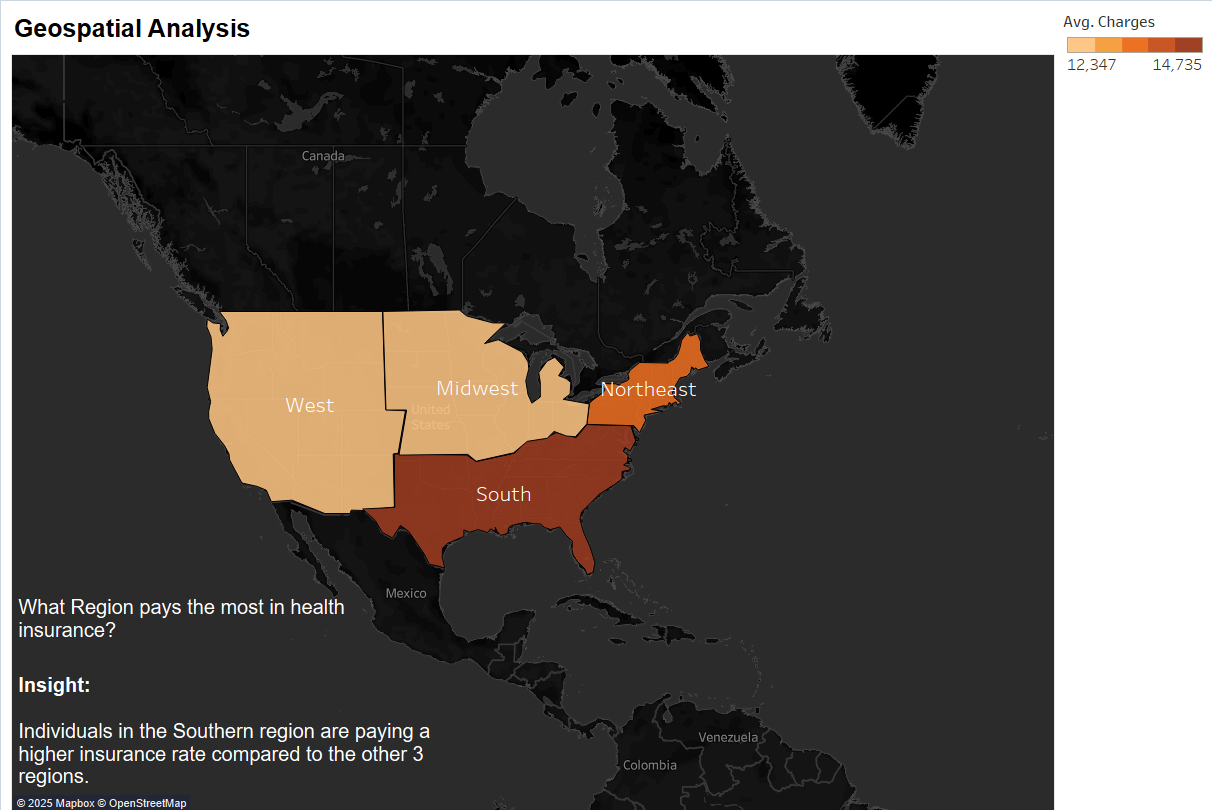 Geospatial Analysis
Avg. Charges
12,347 14,735
Canada
Midwest
Northeast
West
United
States
South
Mexico
What Region pays the most in health
insurance?
Insight:
Individuals in the Southern region are paying a
higher insurance rate compared to the other 3
regions.
Venezuela
Colombia
© 2025 Mapbox © OpenStreetMap